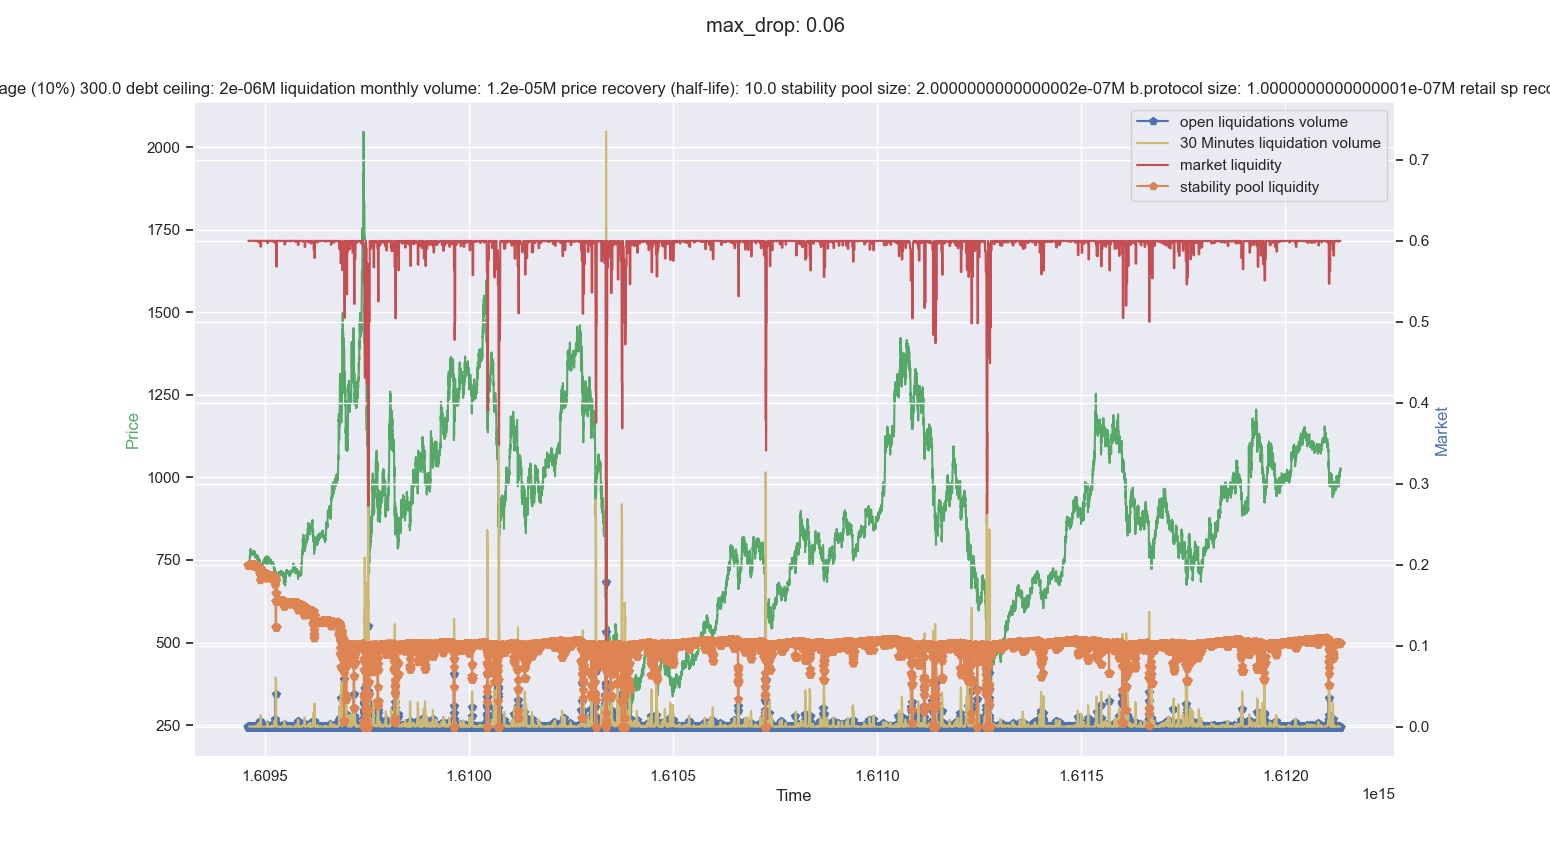 max_drop: 0.06
age (10%) 300.0 debt ceiling: 2e-06M liquidation monthly volume: 1.2e-05M price recovery (half-life): 10.0 stability pool size: 2.0000000000000002e-07M b.protocol size: 1.0000000000000001e-07M retail sp reco
open liquidations volume
30 Minutes liquidation volume
market liquidity
stability pool liquidity
2000
1750
1500
1250
1000
750
500
250
Price
0.7
0.6
0.5
0.4
0.3
0.2
0.1
0.0
Market
1.6095
1.6100
1.6105
1.6110
1.6115
1.6120
1e15
Time